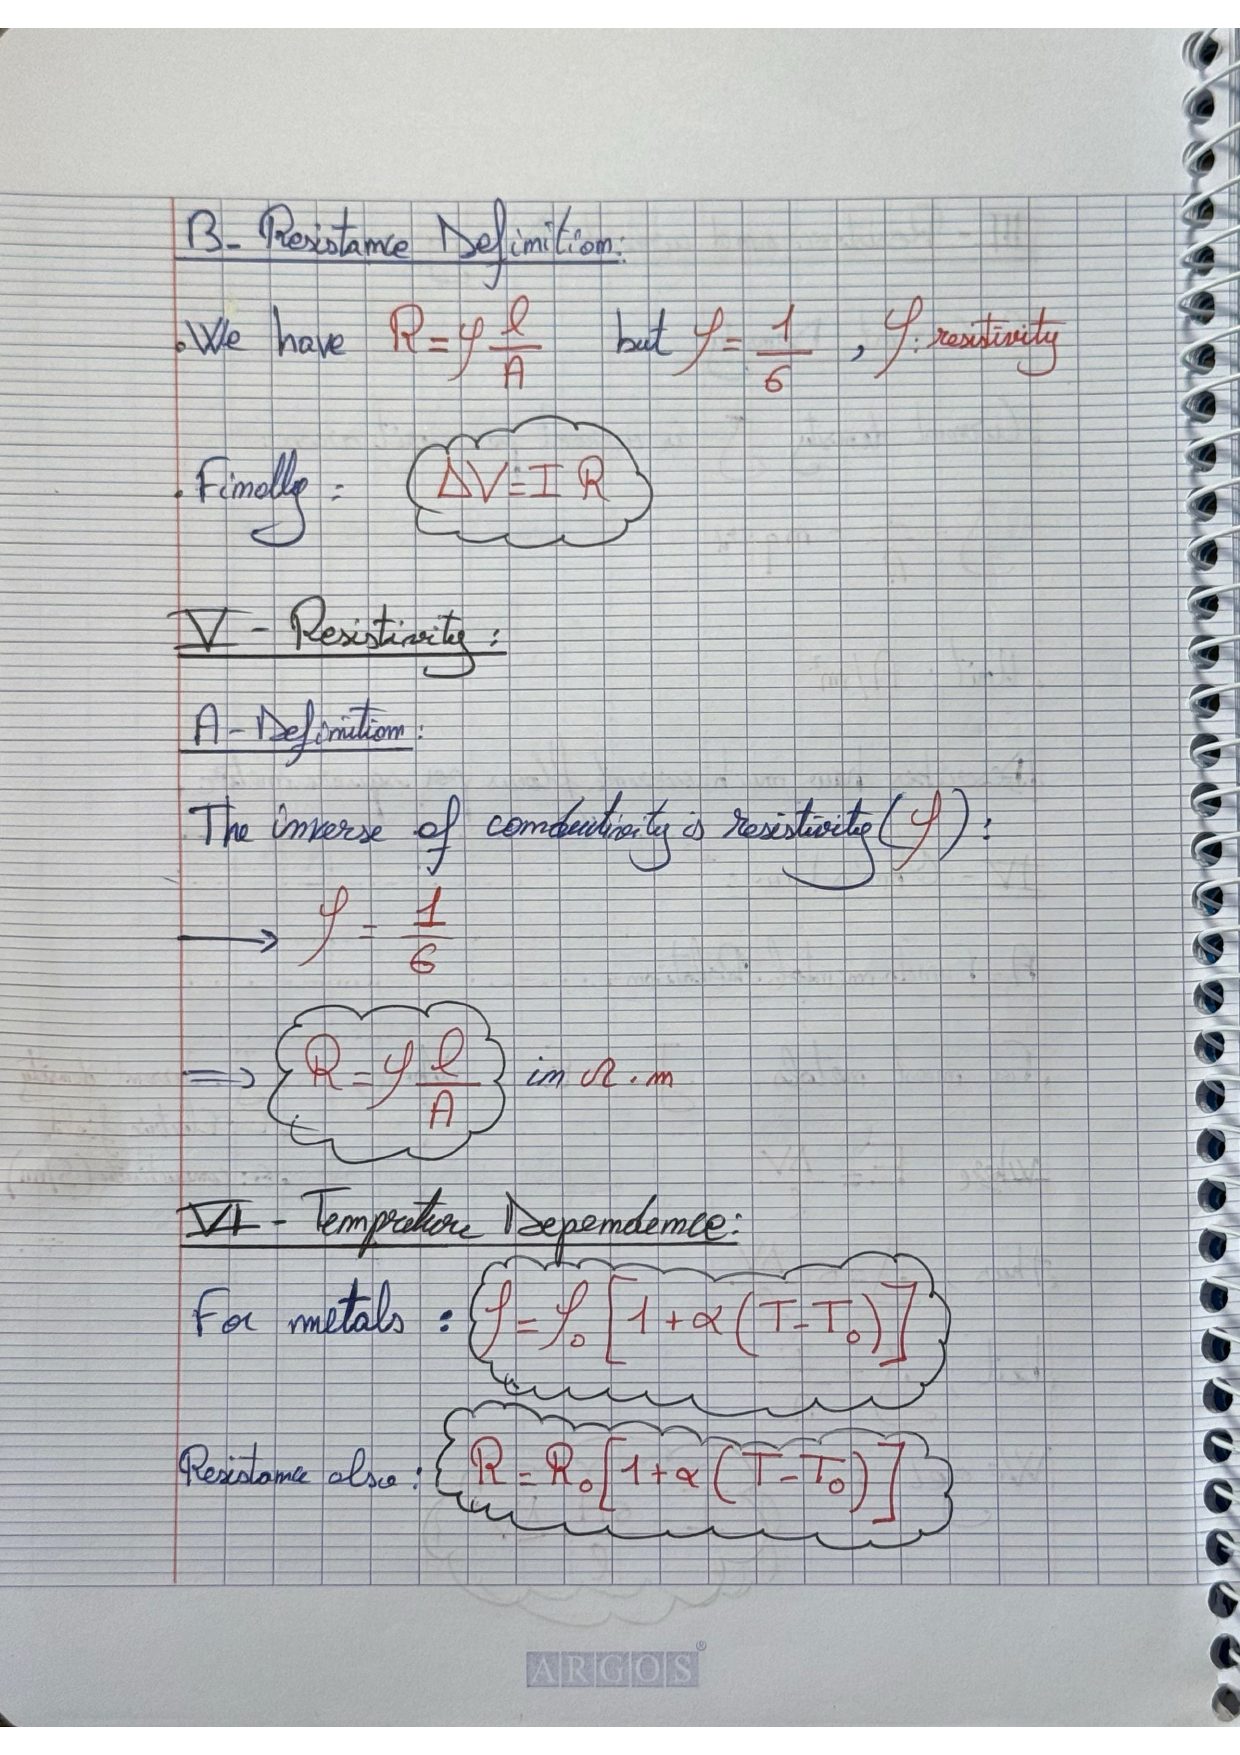 B- Resistance Definition:
. We have R = ρ l/A but ρ = 1/σ , ρ: resistivity
. Finally: ΔV = I R
V - Resistivity:
A - Definition:
The inverse of conductivity is resistivity (ρ):
→ ρ = 1/σ
⇒ R = ρ l/A in Ω.m
VI - Temprature Dependence:
For metals : ρ = ρ₀ [1 + α (T - T₀)]
Resistance also: R = R₀ [1 + α (T - T₀)]
ARGOS®